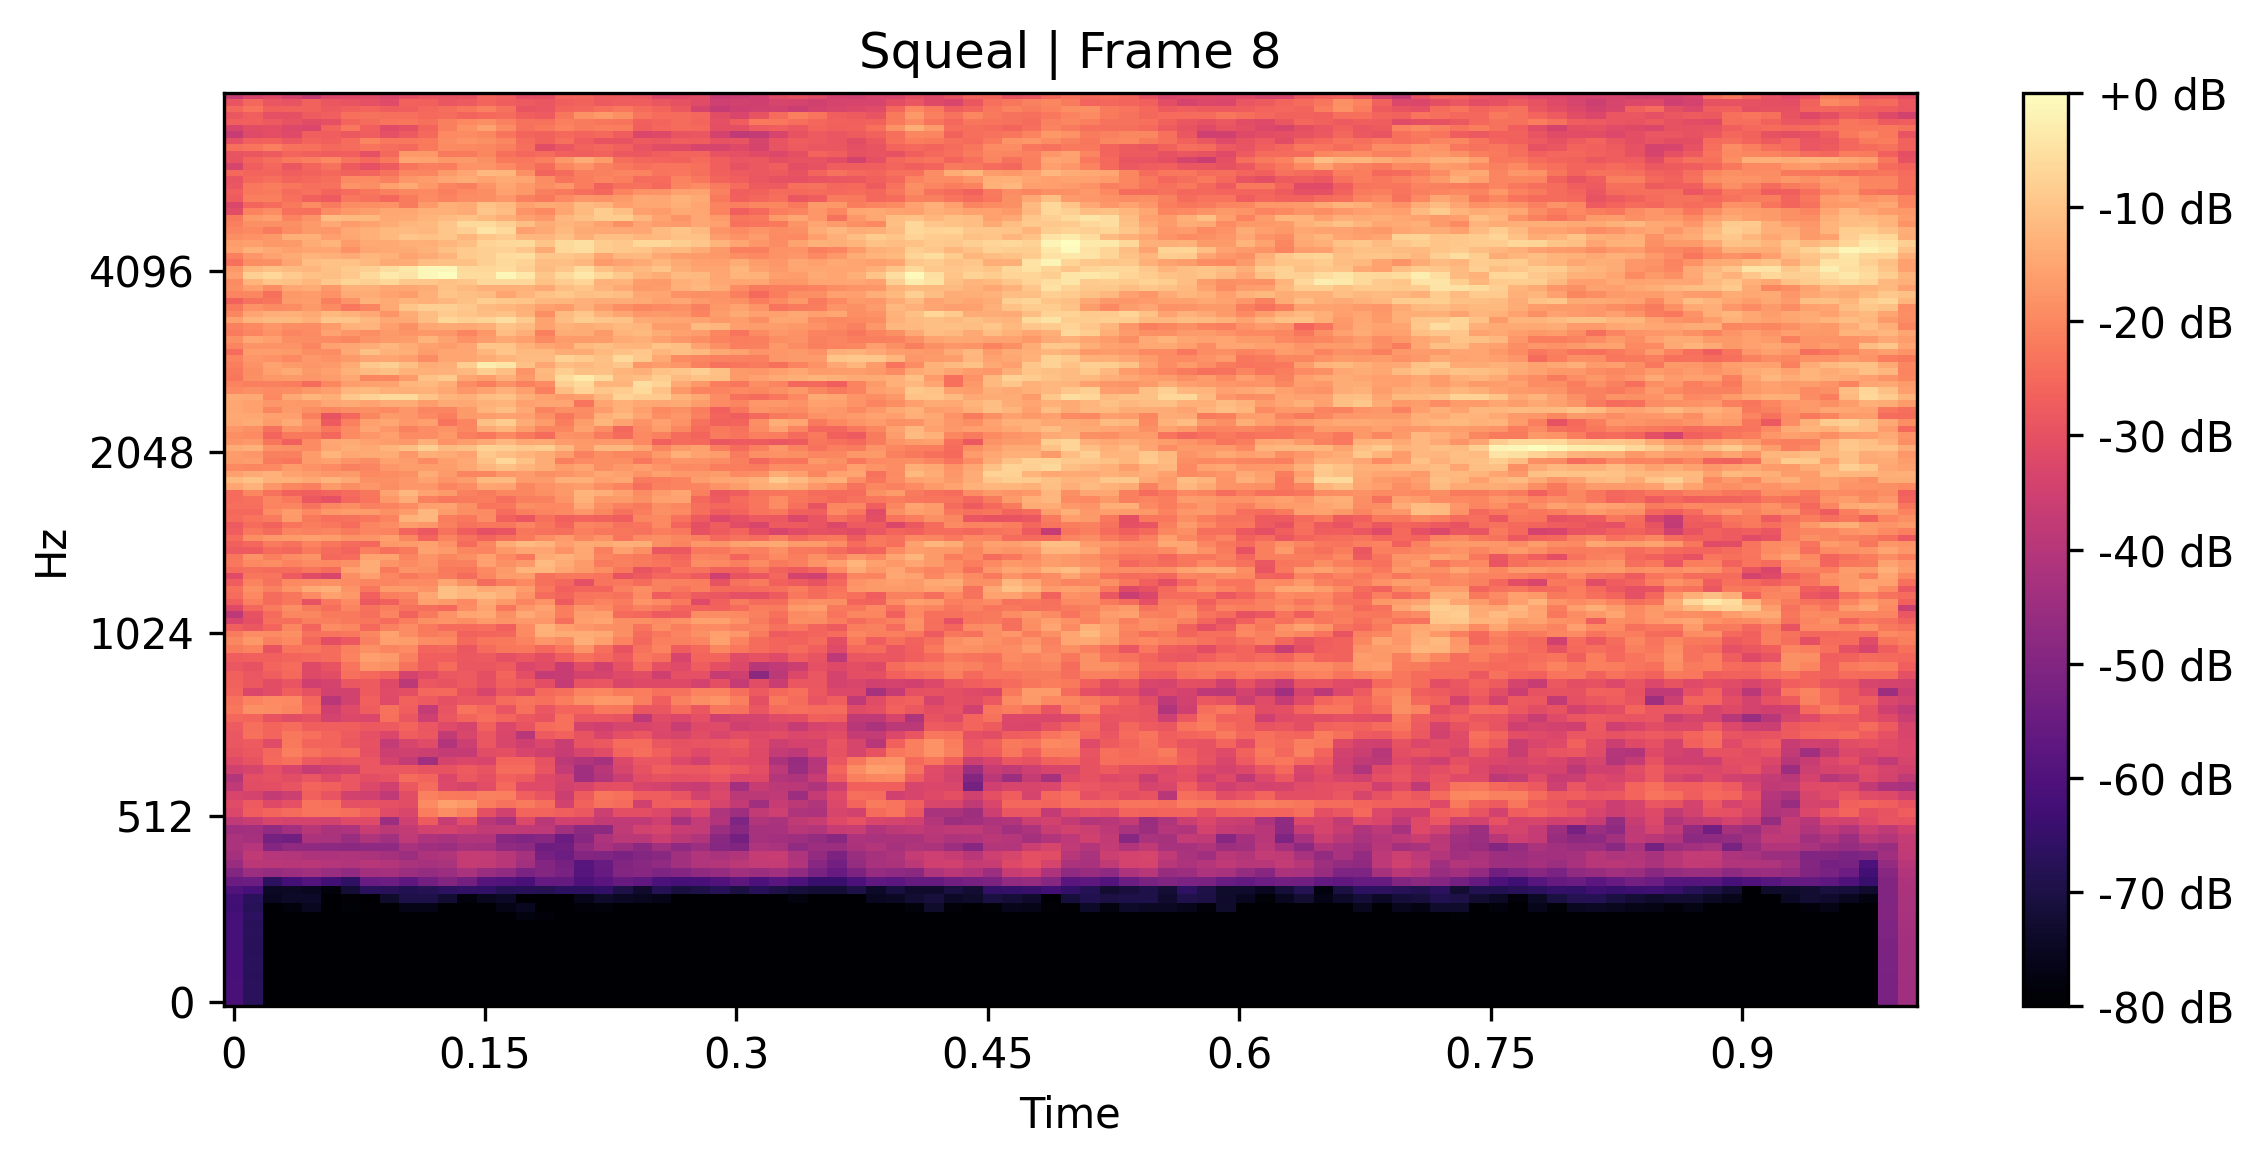 Squeal | Frame 8
Hz
4096
2048
1024
512
0
0 0.15 0.3 0.45 0.6 0.75 0.9
Time
+0 dB
-10 dB
-20 dB
-30 dB
-40 dB
-50 dB
-60 dB
-70 dB
-80 dB